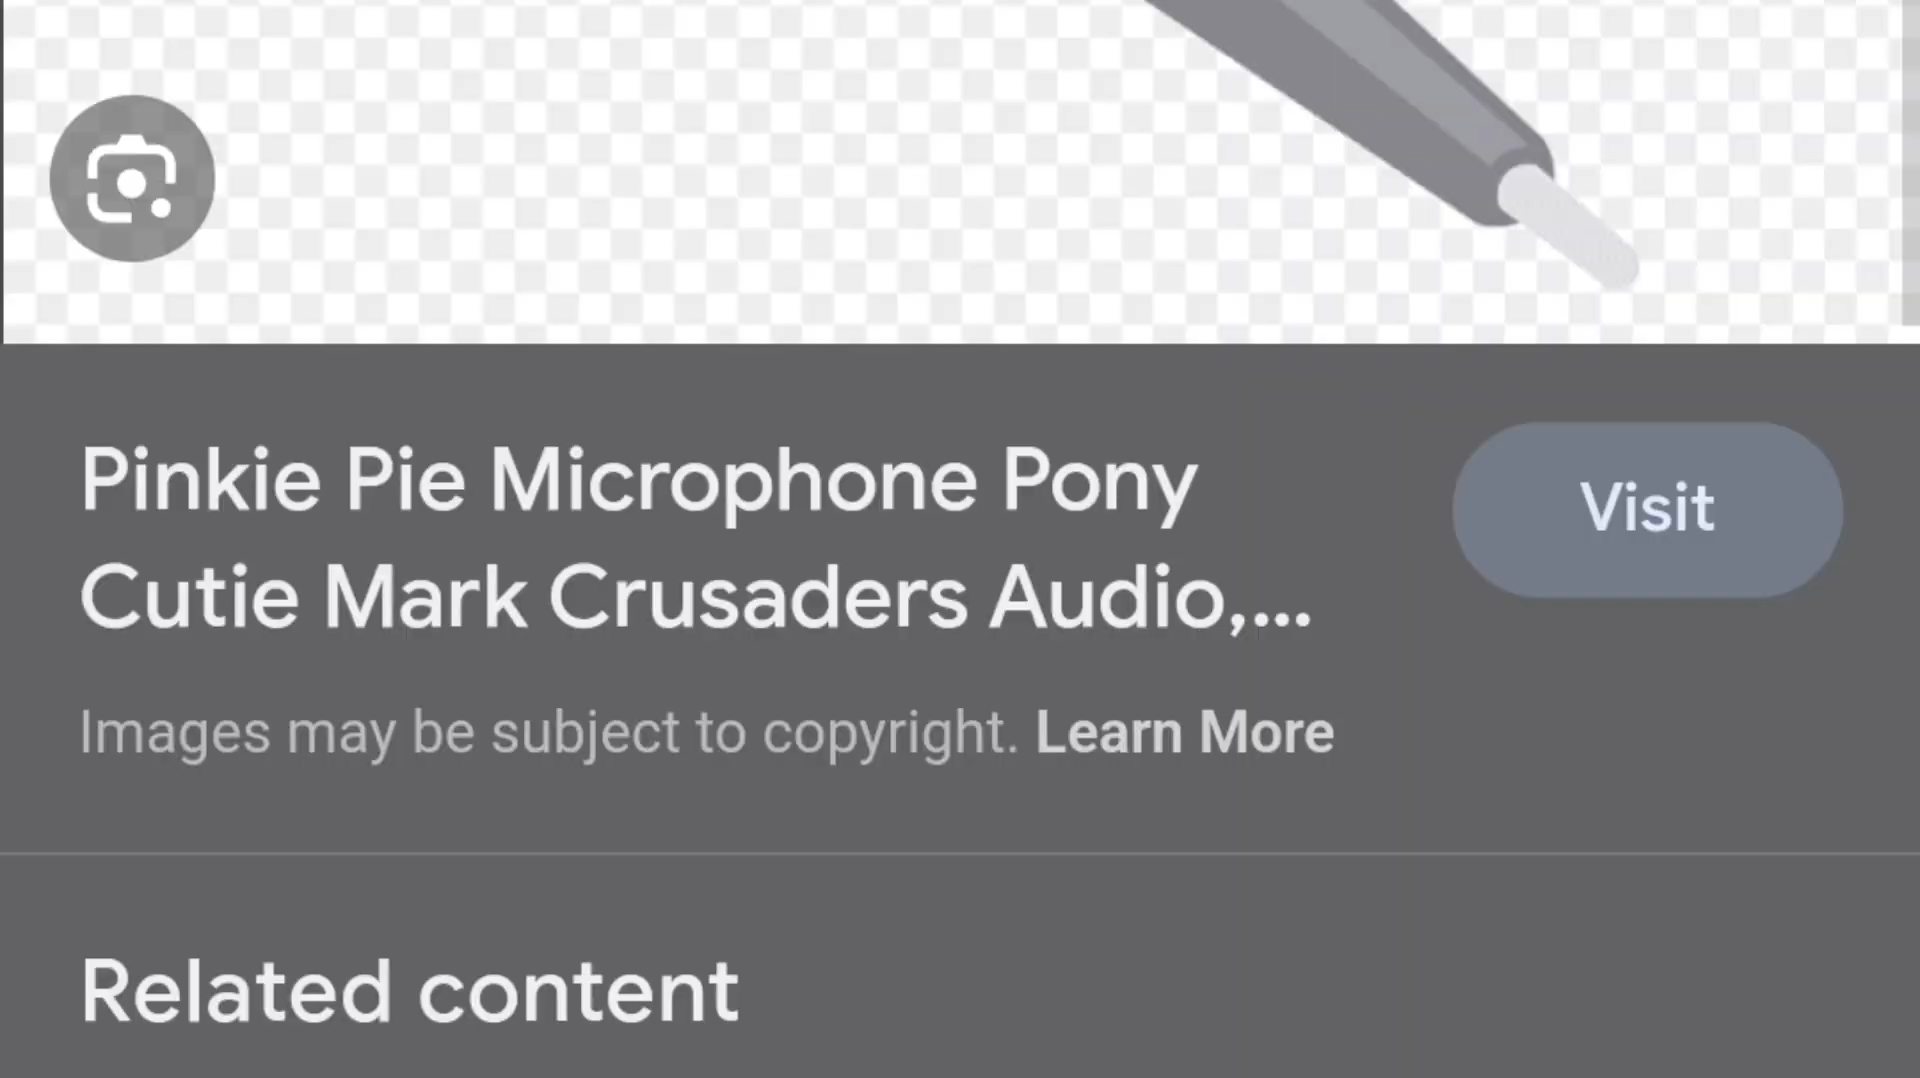 Pinkie Pie Microphone Pony
Cutie Mark Crusaders Audio,...
Visit
Images may be subject to copyright. Learn More
Related content